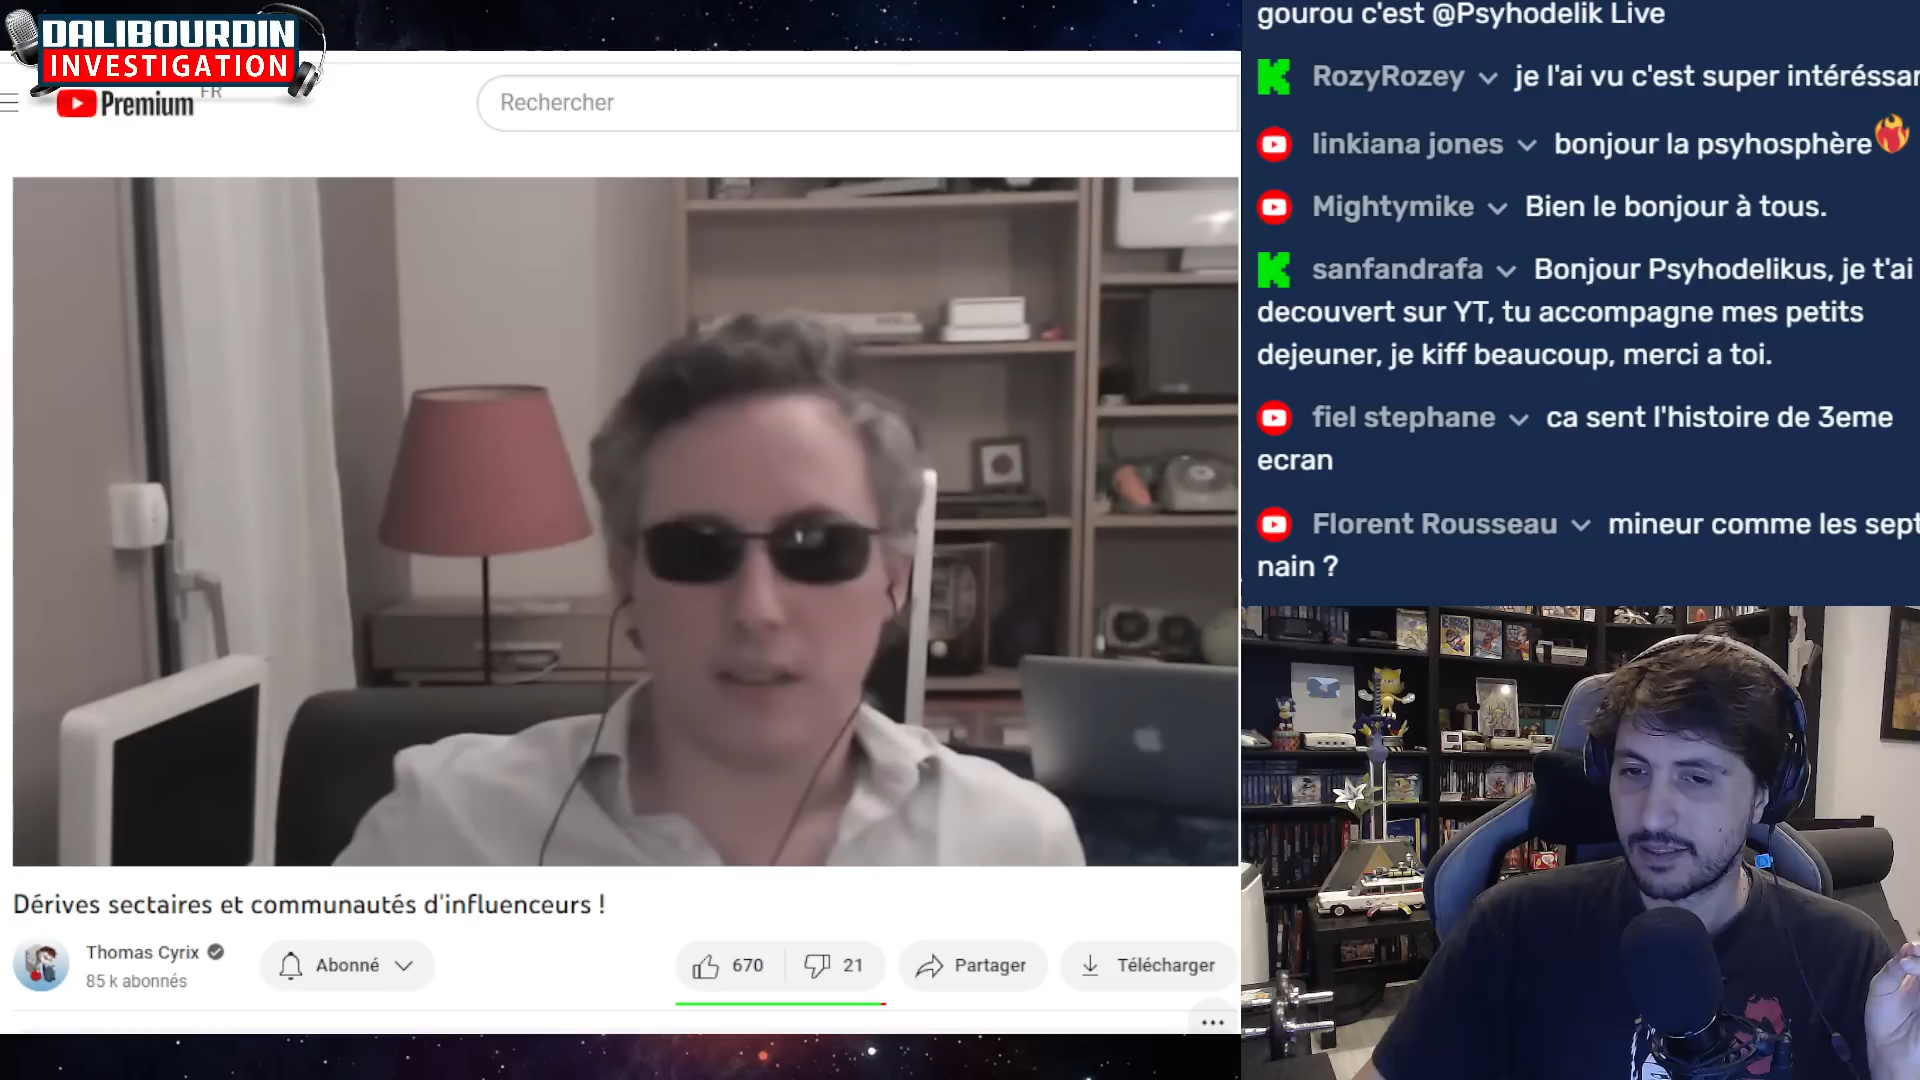 DALIBOURDIN
INVESTIGATION
Premium FR
Rechercher
Dérives sectaires et communautés d'influenceurs !
Thomas Cyrix
85 k abonnés
Abonné
670
21
Partager
Télécharger
gourou c'est @Psyhodelik Live
RozyRozey je l'ai vu c'est super intéréssan
linkiana jones bonjour la psyhosphère
Mightymike Bien le bonjour à tous.
sanfandrafa Bonjour Psyhodelikus, je t'ai
decouvert sur YT, tu accompagne mes petits
dejeuner, je kiff beaucoup, merci a toi.
fiel stephane ca sent l'histoire de 3eme
ecran
Florent Rousseau mineur comme les sept
nain ?